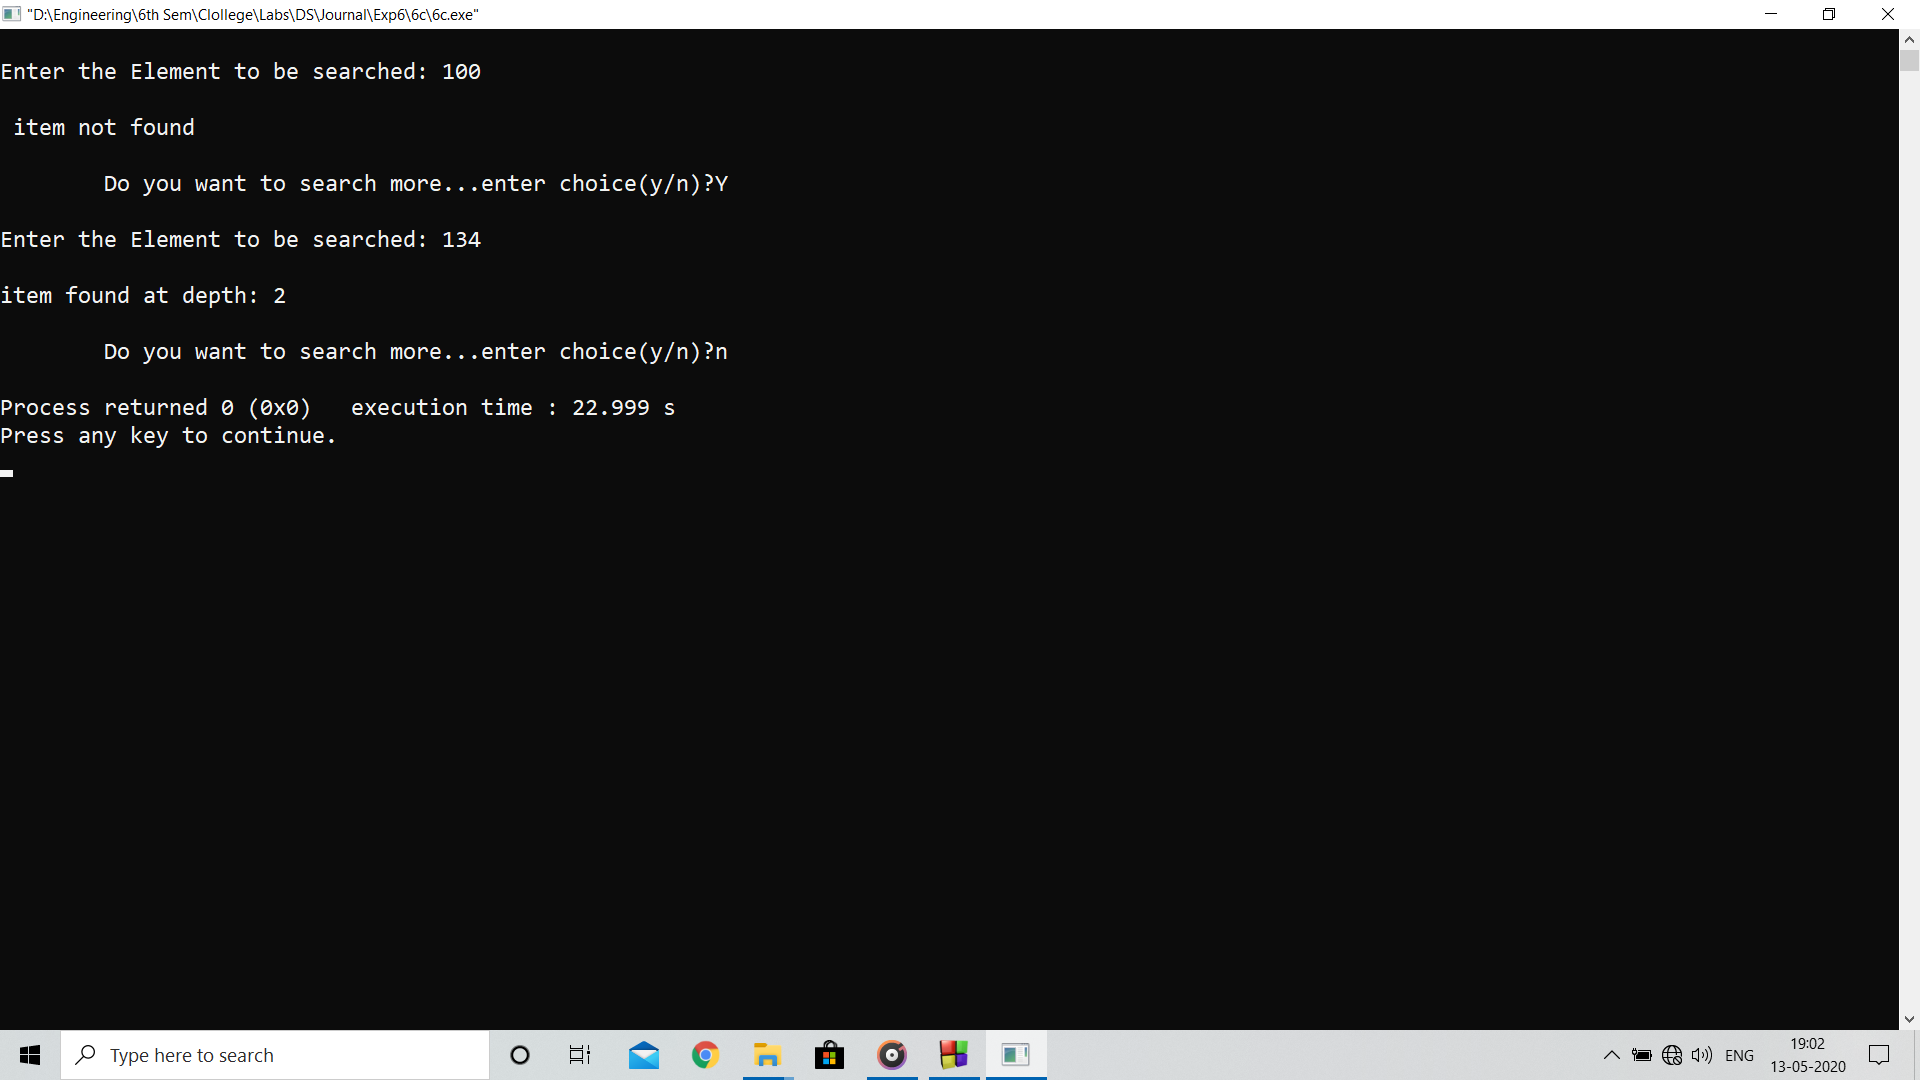 "D:\Engineering\6th Sem\Clollege\Labs\DS\Journal\Exp6\6c\6c.exe"
Enter the Element to be searched: 100
item not found
Do you want to search more...enter choice(y/n)?Y
Enter the Element to be searched: 134
item found at depth: 2
Do you want to search more...enter choice(y/n)?n
Process returned 0 (0x0)   execution time : 22.999 s
Press any key to continue.
Type here to search
ENG
19:02
13-05-2020